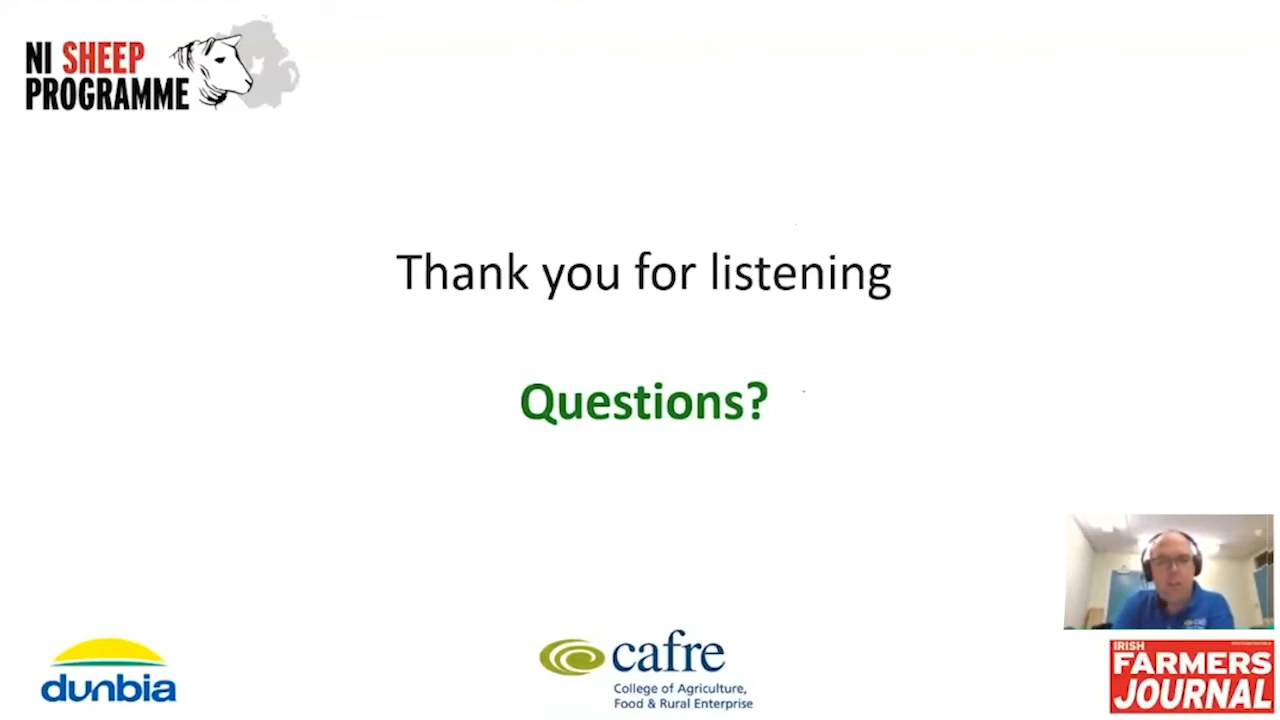 NI SHEEP
PROGRAMME
Thank you for listening
Questions?
dunbia
cafre
College of Agriculture,
Food & Rural Enterprise
IRISH
FARMERS
JOURNAL